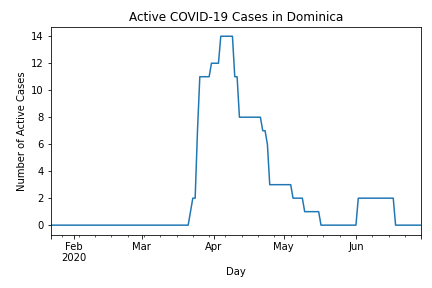 Active COVID-19 Cases in Dominica
Number of Active Cases
14
12
10
8
6
4
2
0
Feb
2020
Mar
Apr
May
Jun
Day